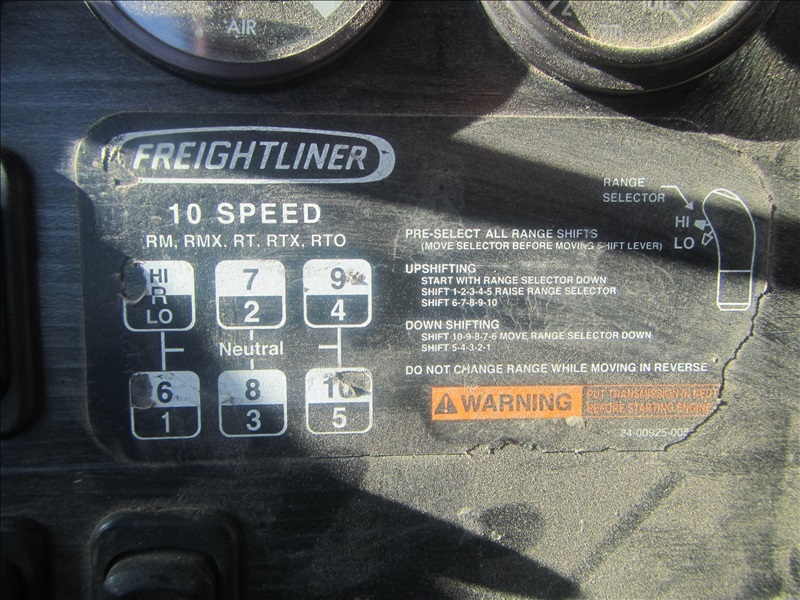 AIR
FREIGHTLINER
10 SPEED
RM, RMX, RT, RTX, RTO
HI
R
LO
7
2
9
4
Neutral
6
1
8
3
10
5
RANGE
SELECTOR
HI
LO
PRE-SELECT ALL RANGE SHIFTS
(MOVE SELECTOR BEFORE MOVING SHIFT LEVER)
UPSHIFTING
START WITH RANGE SELECTOR DOWN
SHIFT 1-2-3-4-5 RAISE RANGE SELECTOR
SHIFT 6-7-8-9-10
DOWN SHIFTING
SHIFT 10-9-8-7-6 MOVE RANGE SELECTOR DOWN
SHIFT 5-4-3-2-1
DO NOT CHANGE RANGE WHILE MOVING IN REVERSE
WARNING
PUT TRANSMISSION IN
BEFORE STARTING ENGINE